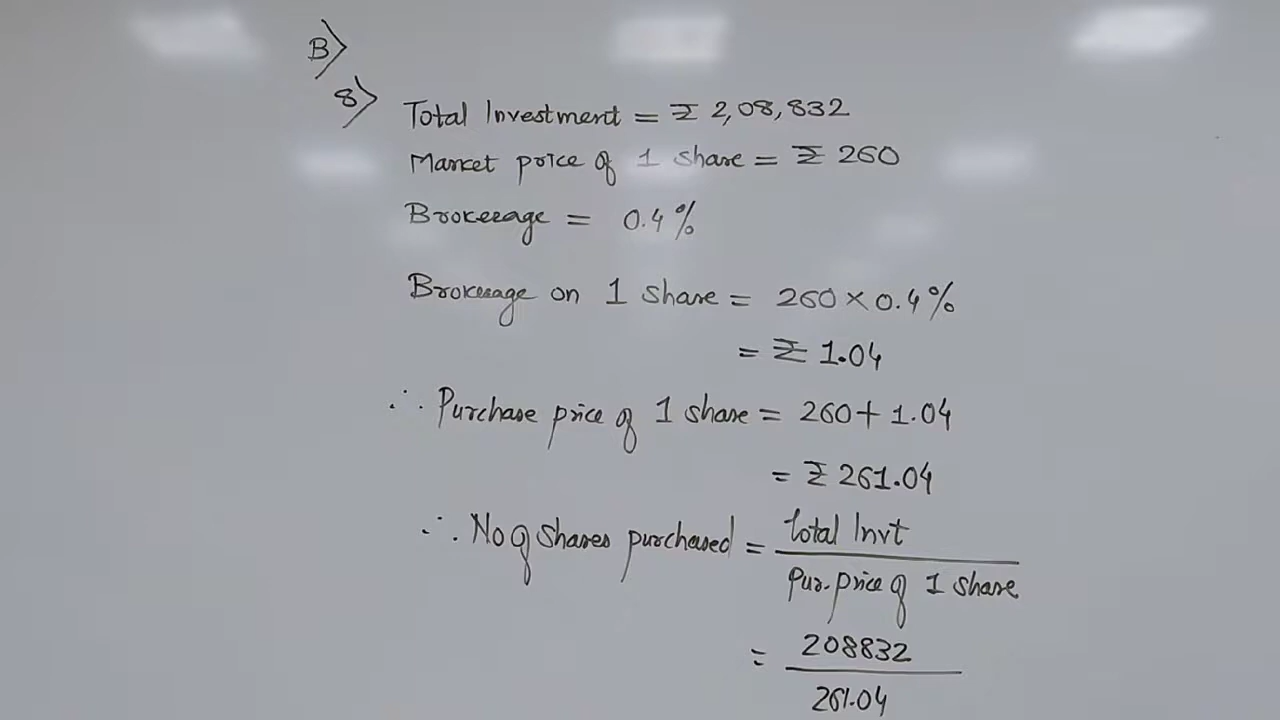 B)
8)
Total Investment = ₹ 2,08,832
Market price of 1 share = ₹ 260
Brokerage = 0.4%
Brokerage on 1 share = 260 × 0.4%
= ₹ 1.04
∴ Purchase price of 1 share = 260 + 1.04
= ₹ 261.04
∴ No of shares purchased = total Invt
Pur. price of 1 share
= 208832
261.04